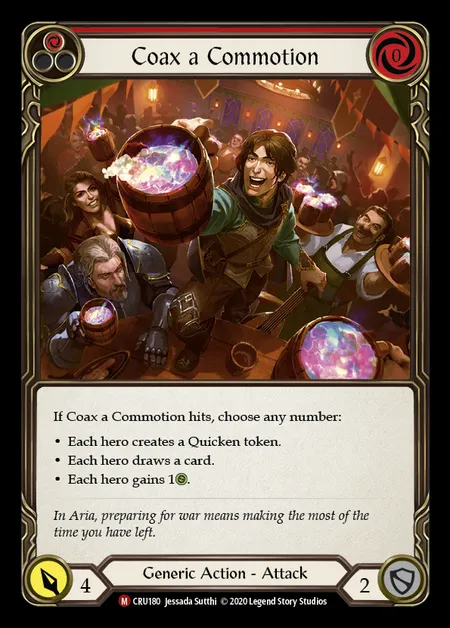 Coax a Commotion
0
If Coax a Commotion hits, choose any number:
• Each hero creates a Quicken token.
• Each hero draws a card.
• Each hero gains 1.
In Aria, preparing for war means making the most of the
time you have left.
4
Generic Action - Attack
2
M CRU180 Jessada Sutthi © 2020 Legend Story Studios